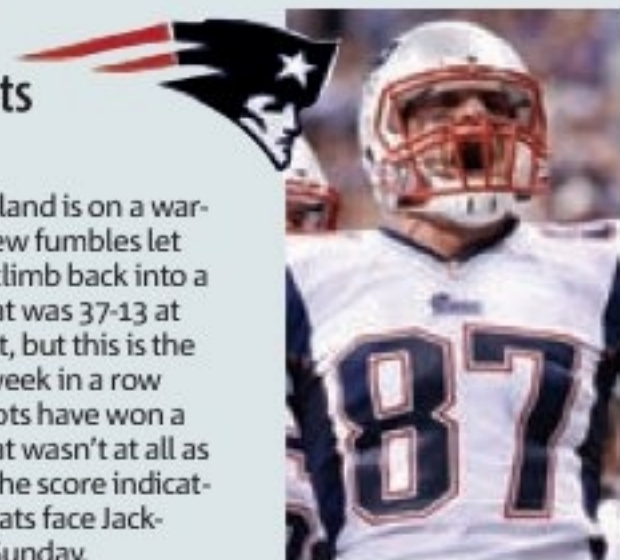 ts
land is on a war-
ew fumbles let
climb back into a
at was 37-13 at
t, but this is the
week in a row
ots have won a
at wasn't at all as
he score indicat-
ats face Jack-
Sunday.
87